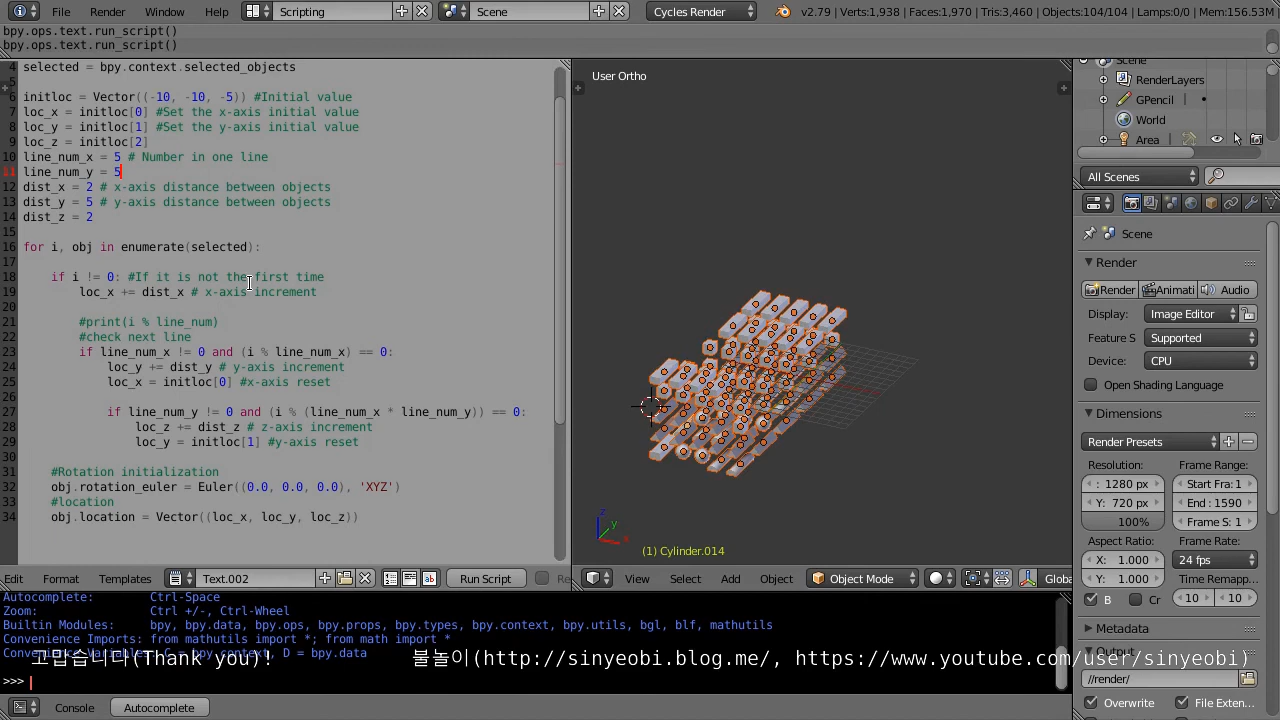 File Render Window Help Scripting Scene Cycles Render v2.79 | Verts:1,938 | Faces:1,970 | Tris:3,460 | Objects:104/104 | Lamps:0/0 | Mem:156.53M
bpy.ops.text.run_script()
bpy.ops.text.run_script()
4 selected = bpy.context.selected_objects
5
6 initloc = Vector((-10, -10, -5)) #Initial value
7 loc_x = initloc[0] #Set the x-axis initial value
8 loc_y = initloc[1] #Set the y-axis initial value
9 loc_z = initloc[2]
10 line_num_x = 5 # Number in one line
11 line_num_y = 5
12 dist_x = 2 # x-axis distance between objects
13 dist_y = 5 # y-axis distance between objects
14 dist_z = 2
15
16 for i, obj in enumerate(selected):
17
18 if i != 0: #If it is not the first time
19 loc_x += dist_x # x-axis increment
20
21 #print(i % line_num)
22 #check next line
23 if line_num_x != 0 and (i % line_num_x) == 0:
24 loc_y += dist_y # y-axis increment
25 loc_x = initloc[0] #x-axis reset
26
27 if line_num_y != 0 and (i % (line_num_x * line_num_y)) == 0:
28 loc_z += dist_z # z-axis increment
29 loc_y = initloc[1] #y-axis reset
30
31 #Rotation initialization
32 obj.rotation_euler = Euler((0.0, 0.0, 0.0), 'XYZ')
33 #location
34 obj.location = Vector((loc_x, loc_y, loc_z))
User Ortho
z
y
x
(1) Cylinder.014
Edit Format Templates Text.002 Run Script Re
View Select Add Object Object Mode Globa
Autocomplete: Ctrl-Space
Zoom: Ctrl +/-, Ctrl-Wheel
Builtin Modules: bpy, bpy.data, bpy.ops, bpy.props, bpy.types, bpy.context, bpy.utils, bgl, blf, mathutils
Convenience Imports: from mathutils import *; from math import *
Convenience Variables: C = bpy.context, D = bpy.data
고맙습니다(Thank you)! 불놀이(http://sinyeobi.blog.me/, https://www.youtube.com/user/sinyeobi)
>>>
Console Autocomplete
Scene
RenderLayers
GPencil
World
Area
All Scenes
Scene
Render
Render Animati Audio
Display: Image Editor
Feature S Supported
Device: CPU
Open Shading Language
Dimensions
Render Presets
Resolution: Frame Range:
: 1280 px Start Fra: 1
Y: 720 px End : 1590
100% Frame S: 1
Aspect Ratio: Frame Rate:
X: 1.000 24 fps
Y: 1.000 Time Remapp...
B Cr 10 10
Metadata
Output
//render/
Overwrite File Exten...